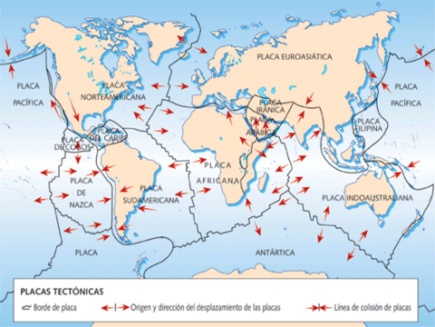 PLACA EUROASIÁTICA
PLACA
PACÍFICA
PLACA
NORTEAMERICANA
PLACA
PACÍFICA
PLACA
IRÁNICA
PLACA
ARÁBIGA
PLACA
FILIPINA
PLACA
DEL CARIBE
PLACA
DE COCOS
PLACA
AFRICANA
PLACA
DE
NAZCA
PLACA
SUDAMERICANA
PLACA INDOAUSTRALIANA
PLACA
ANTÁRTICA
PLACAS TECTÓNICAS
Borde de placa
Origen y dirección del desplazamiento de las placas
Línea de colisión de placas